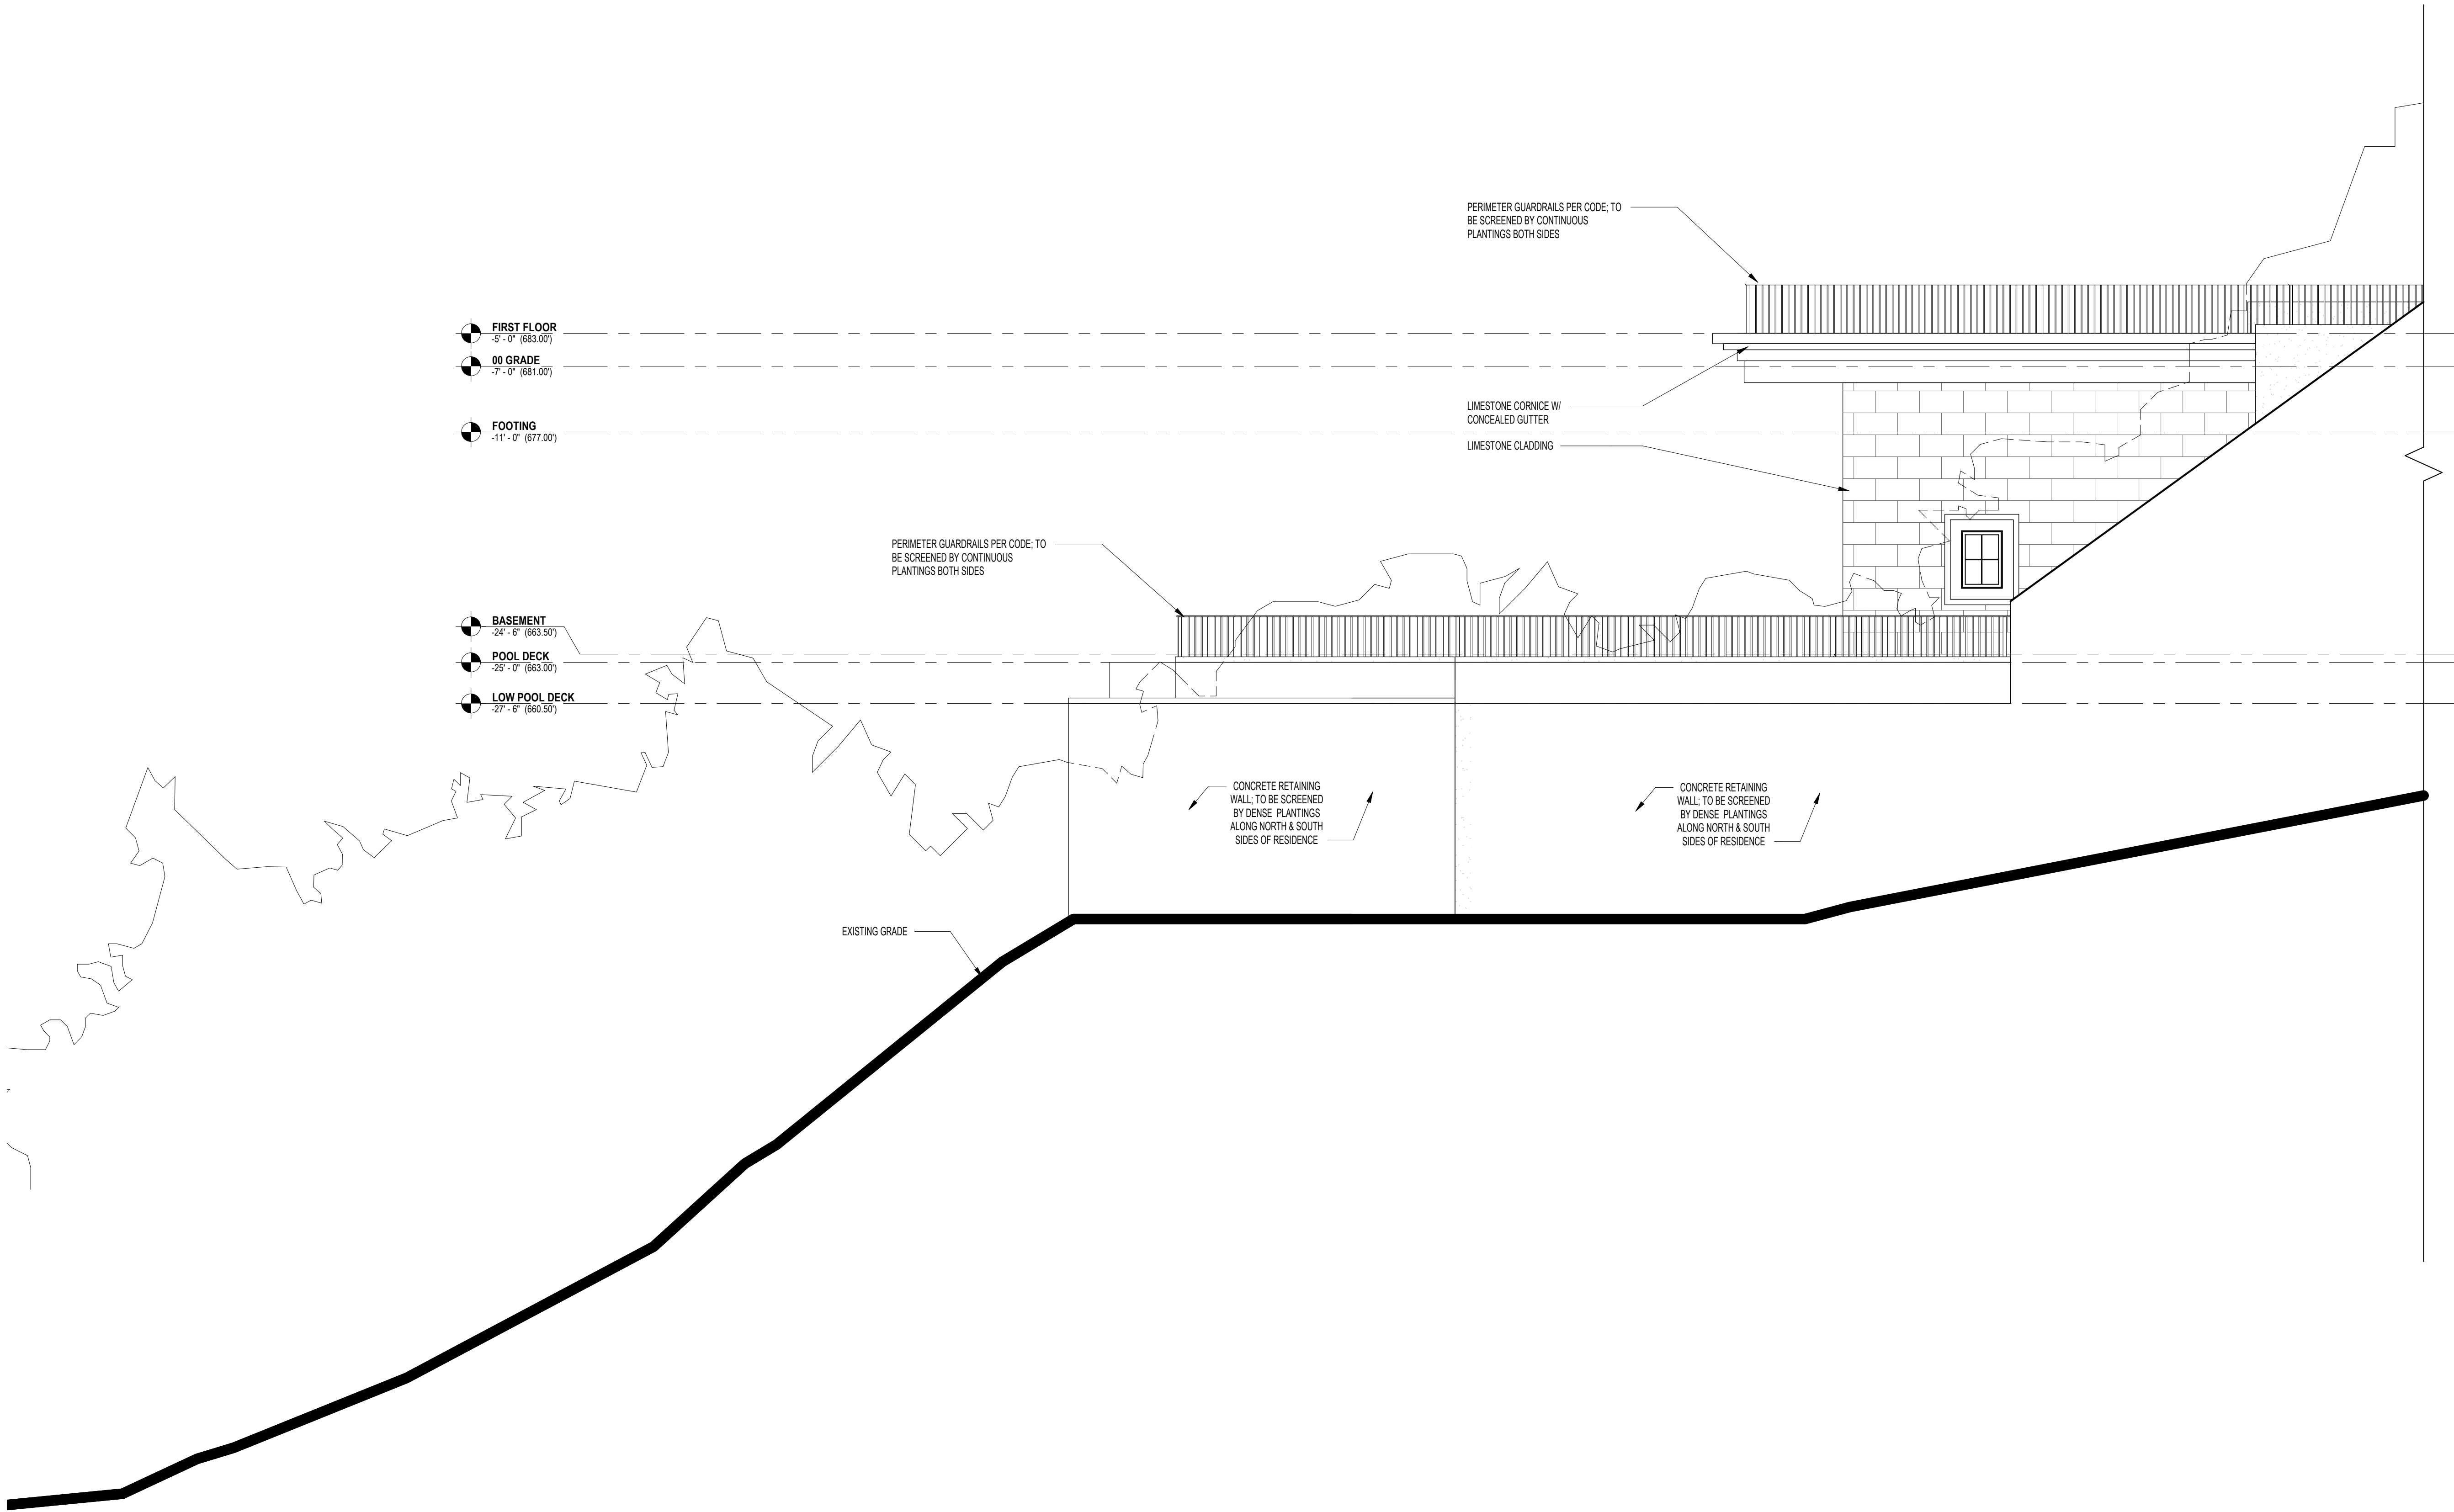 PERIMETER GUARDRAILS PER CODE; TO
BE SCREENED BY CONTINUOUS
PLANTINGS BOTH SIDES
FIRST FLOOR
-5' - 0" (683.00')
00 GRADE
-7' - 0" (681.00')
LIMESTONE CORNICE W/
CONCEALED GUTTER
FOOTING
-11' - 0" (677.00')
LIMESTONE CLADDING
PERIMETER GUARDRAILS PER CODE; TO
BE SCREENED BY CONTINUOUS
PLANTINGS BOTH SIDES
BASEMENT
-24' - 6" (663.50')
POOL DECK
-25' - 0" (663.00')
LOW POOL DECK
-27' - 6" (660.50')
CONCRETE RETAINING
WALL; TO BE SCREENED
BY DENSE PLANTINGS
ALONG NORTH & SOUTH
SIDES OF RESIDENCE
CONCRETE RETAINING
WALL; TO BE SCREENED
BY DENSE PLANTINGS
ALONG NORTH & SOUTH
SIDES OF RESIDENCE
EXISTING GRADE